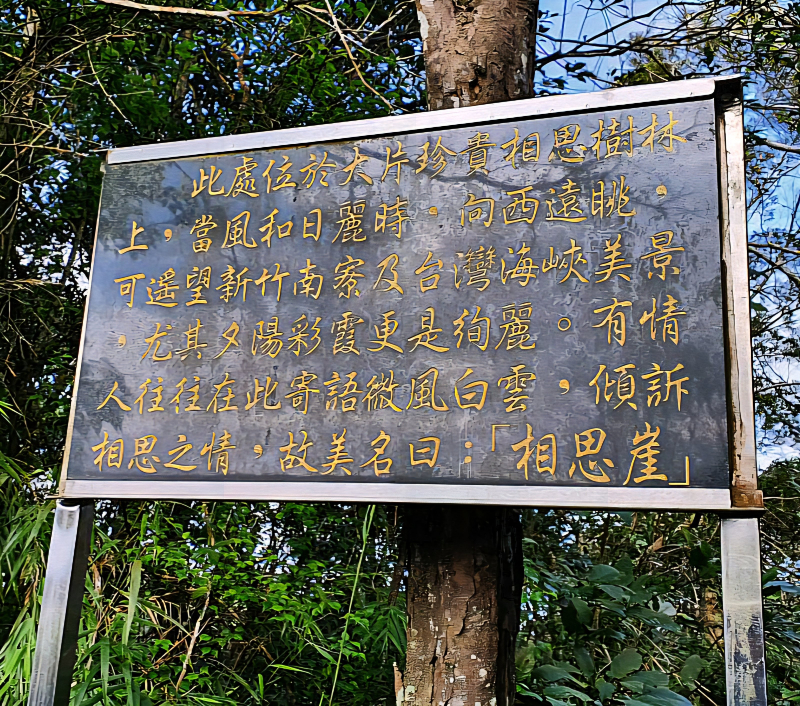 此處位於大片珍貴相思樹林
上，當風和日麗時，向西遠眺，
可遥望新竹南寮及台灣海峽美景
，尤其夕陽彩霞更是絢麗。有情
人往往在此寄語微風白雲，傾訴
相思之情，故美名曰：「相思崖」